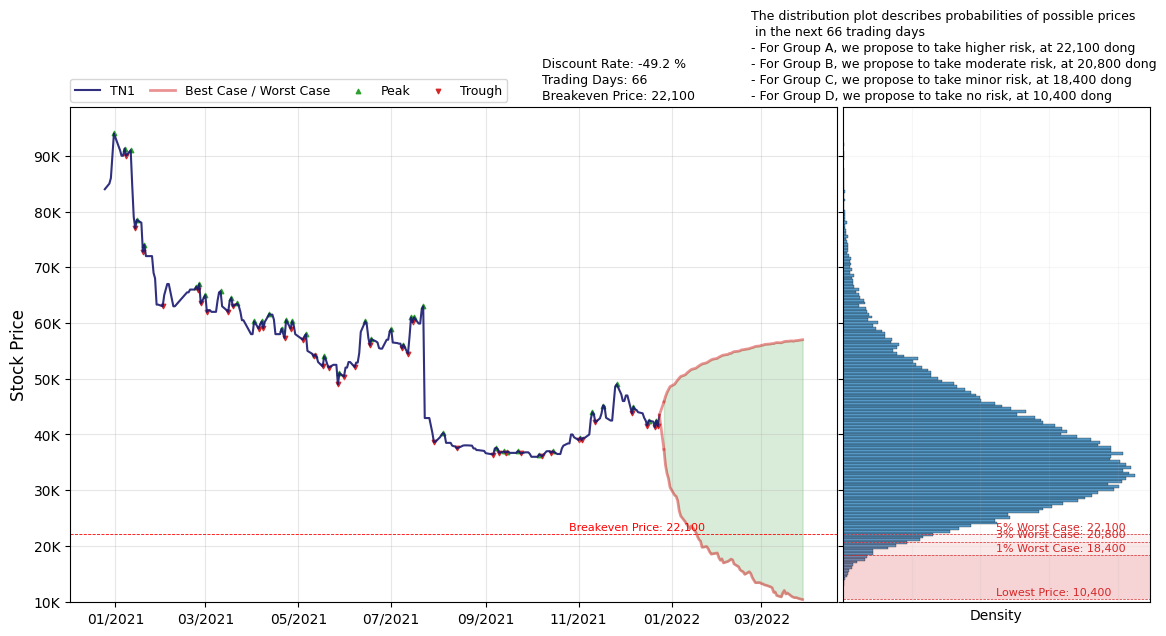 The distribution plot describes probabilities of possible prices
in the next 66 trading days
- For Group A, we propose to take higher risk, at 22,100 dong
- For Group B, we propose to take moderate risk, at 20,800 dong
- For Group C, we propose to take minor risk, at 18,400 dong
- For Group D, we propose to take no risk, at 10,400 dong
Discount Rate: -49.2 %
Trading Days: 66
Breakeven Price: 22,100
TN1
Best Case / Worst Case
Peak
Trough
Stock Price
90K
80K
70K
60K
50K
40K
30K
20K
10K
Breakeven Price: 22,100
5% Worst Case: 22,100
3% Worst Case: 20,800
1% Worst Case: 18,400
Lowest Price: 10,400
01/2021
03/2021
05/2021
07/2021
09/2021
11/2021
01/2022
03/2022
Density